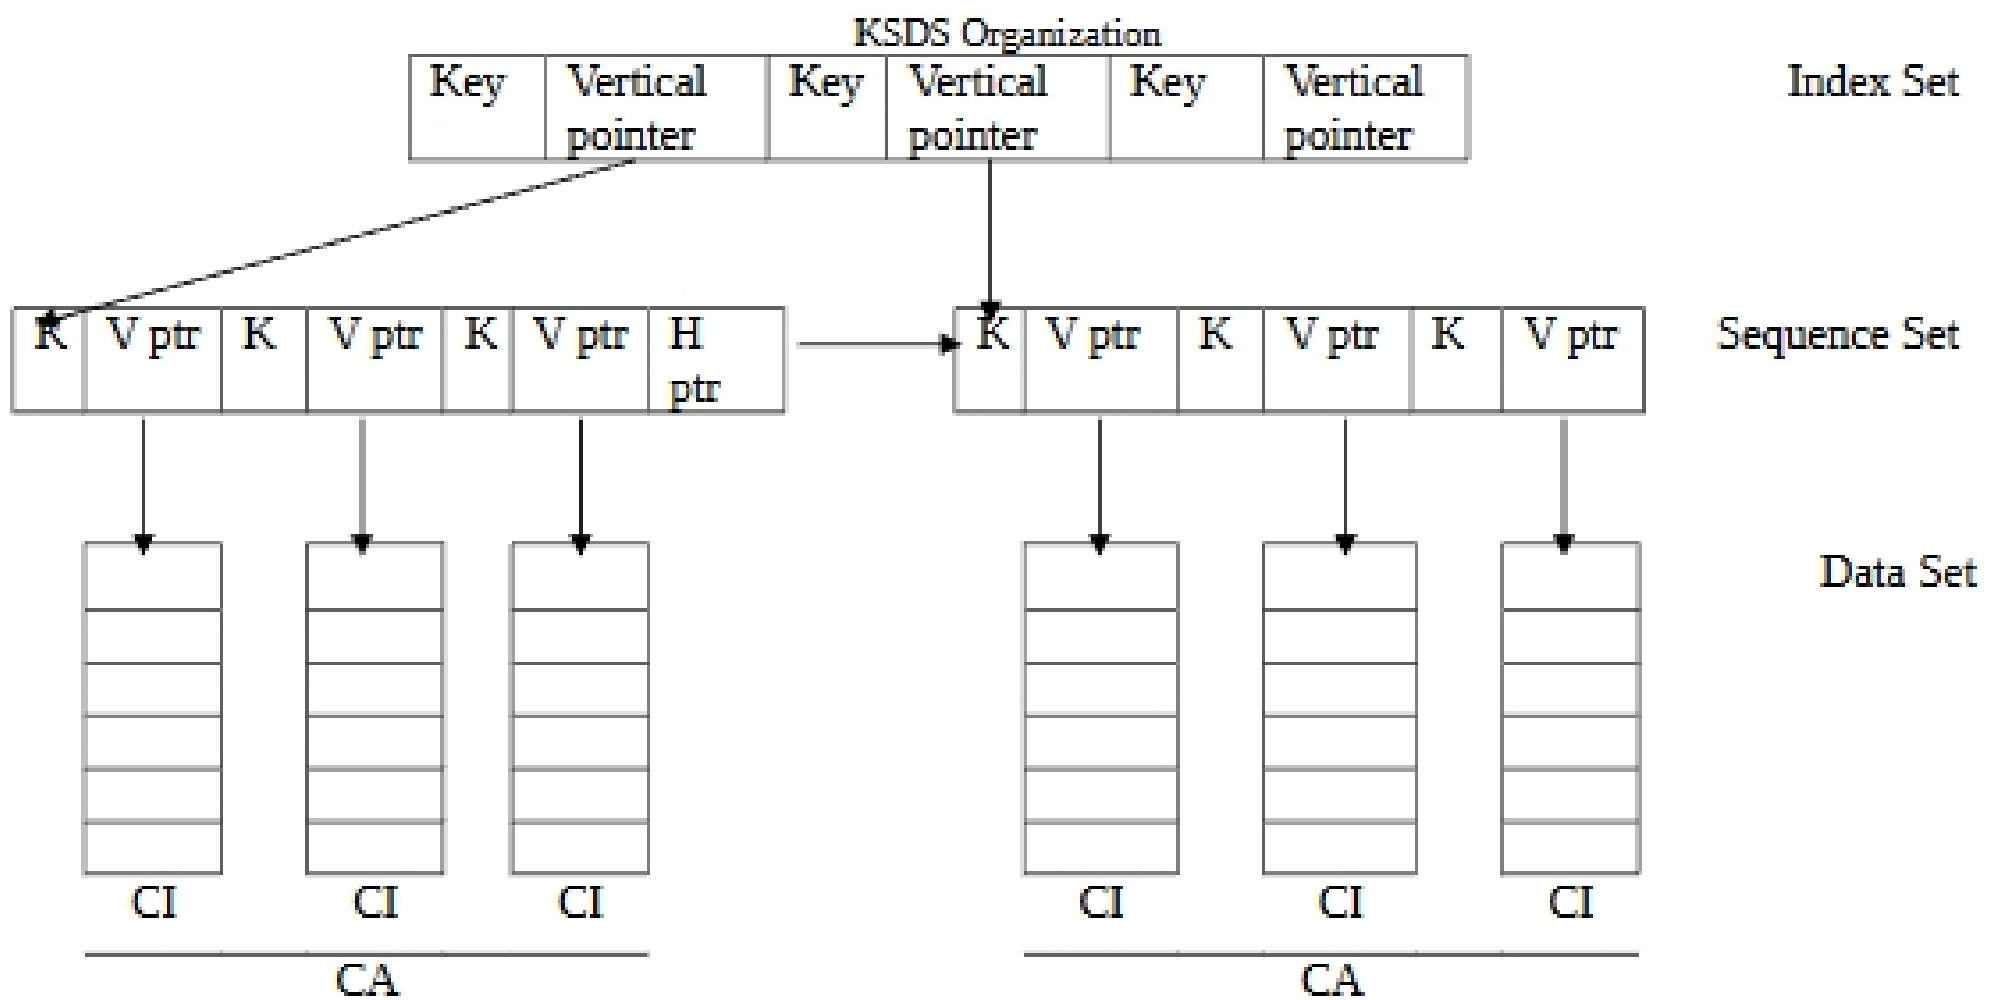 KSDS Organization
Key Vertical pointer Key Vertical pointer Key Vertical pointer Index Set
K V ptr K V ptr K V ptr H ptr K V ptr K V ptr K V ptr Sequence Set
Data Set
CI CI CI CI CI CI
CA CA